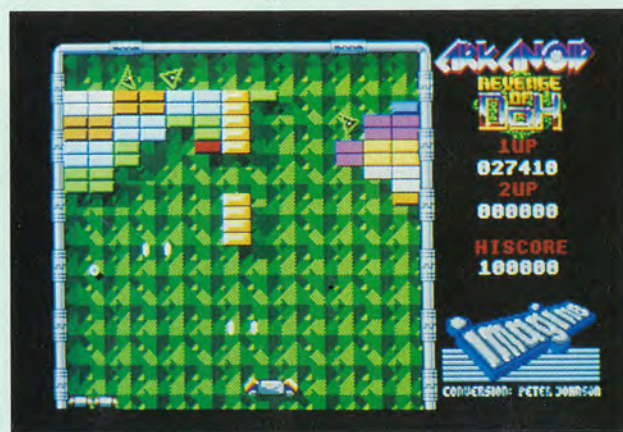 ARKANOID
REVENGE
OF
DOH
1UP
027410
2UP
000000
HISCORE
100000
Imagine
CONVERSION: PETER JOHNSON